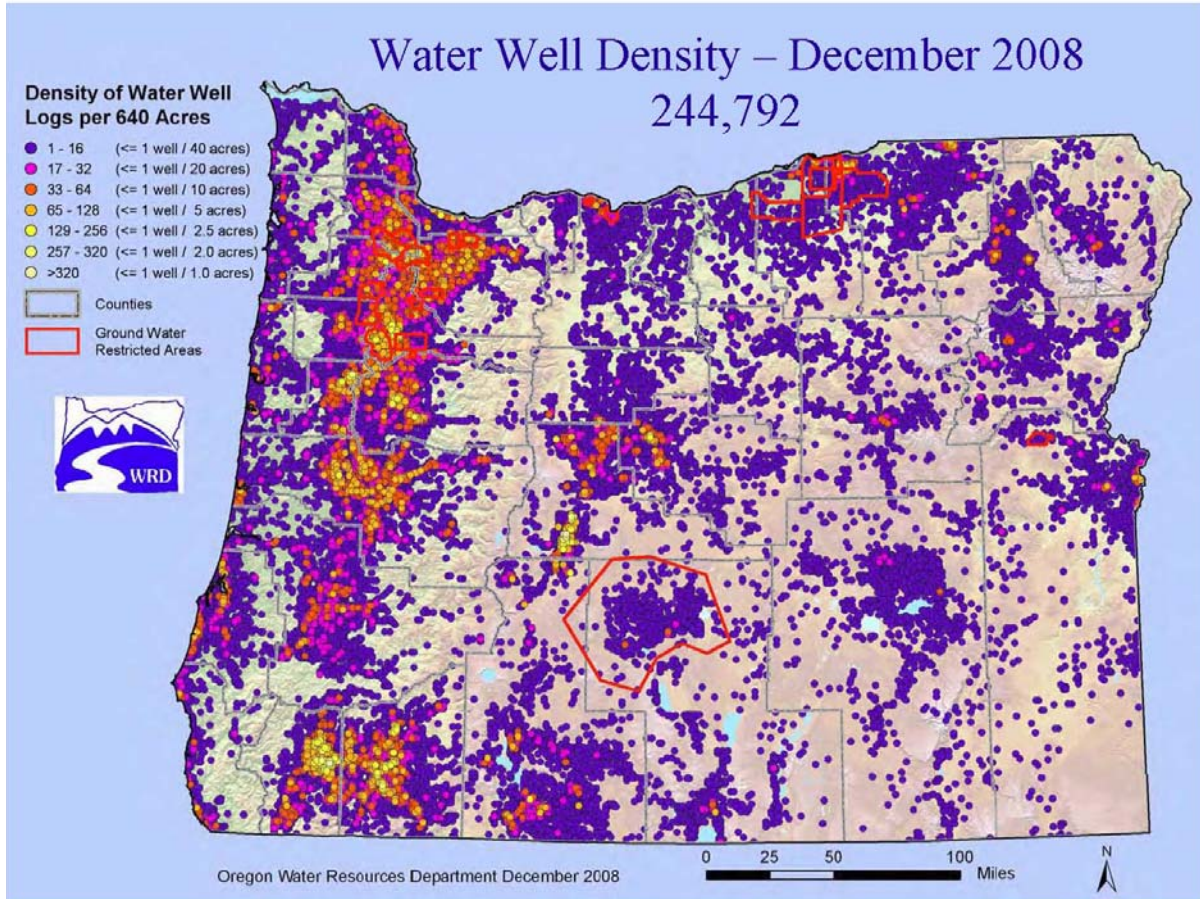 Water Well Density – December 2008
244,792
Density of Water Well
Logs per 640 Acres
1 - 16 (<= 1 well / 40 acres)
17 - 32 (<= 1 well / 20 acres)
33 - 64 (<= 1 well / 10 acres)
65 - 128 (<= 1 well / 5 acres)
129 - 256 (<= 1 well / 2.5 acres)
257 - 320 (<= 1 well / 2.0 acres)
>320 (<= 1 well / 1.0 acres)
Counties
Ground Water
Restricted Areas
WRD
Oregon Water Resources Department December 2008
0 25 50 100
Miles
N